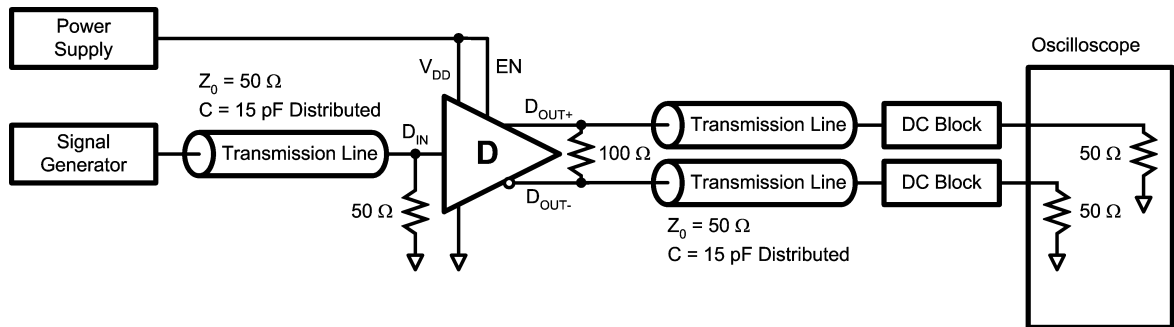 Power
Supply
Oscilloscope
V_DD
EN
Z_0 = 50 Ω
C = 15 pF Distributed
D_OUT+
Transmission Line
DC Block
Signal
Generator
Transmission Line
D_IN
D
100 Ω
50 Ω
Transmission Line
DC Block
50 Ω
D_OUT-
50 Ω
Z_0 = 50 Ω
C = 15 pF Distributed